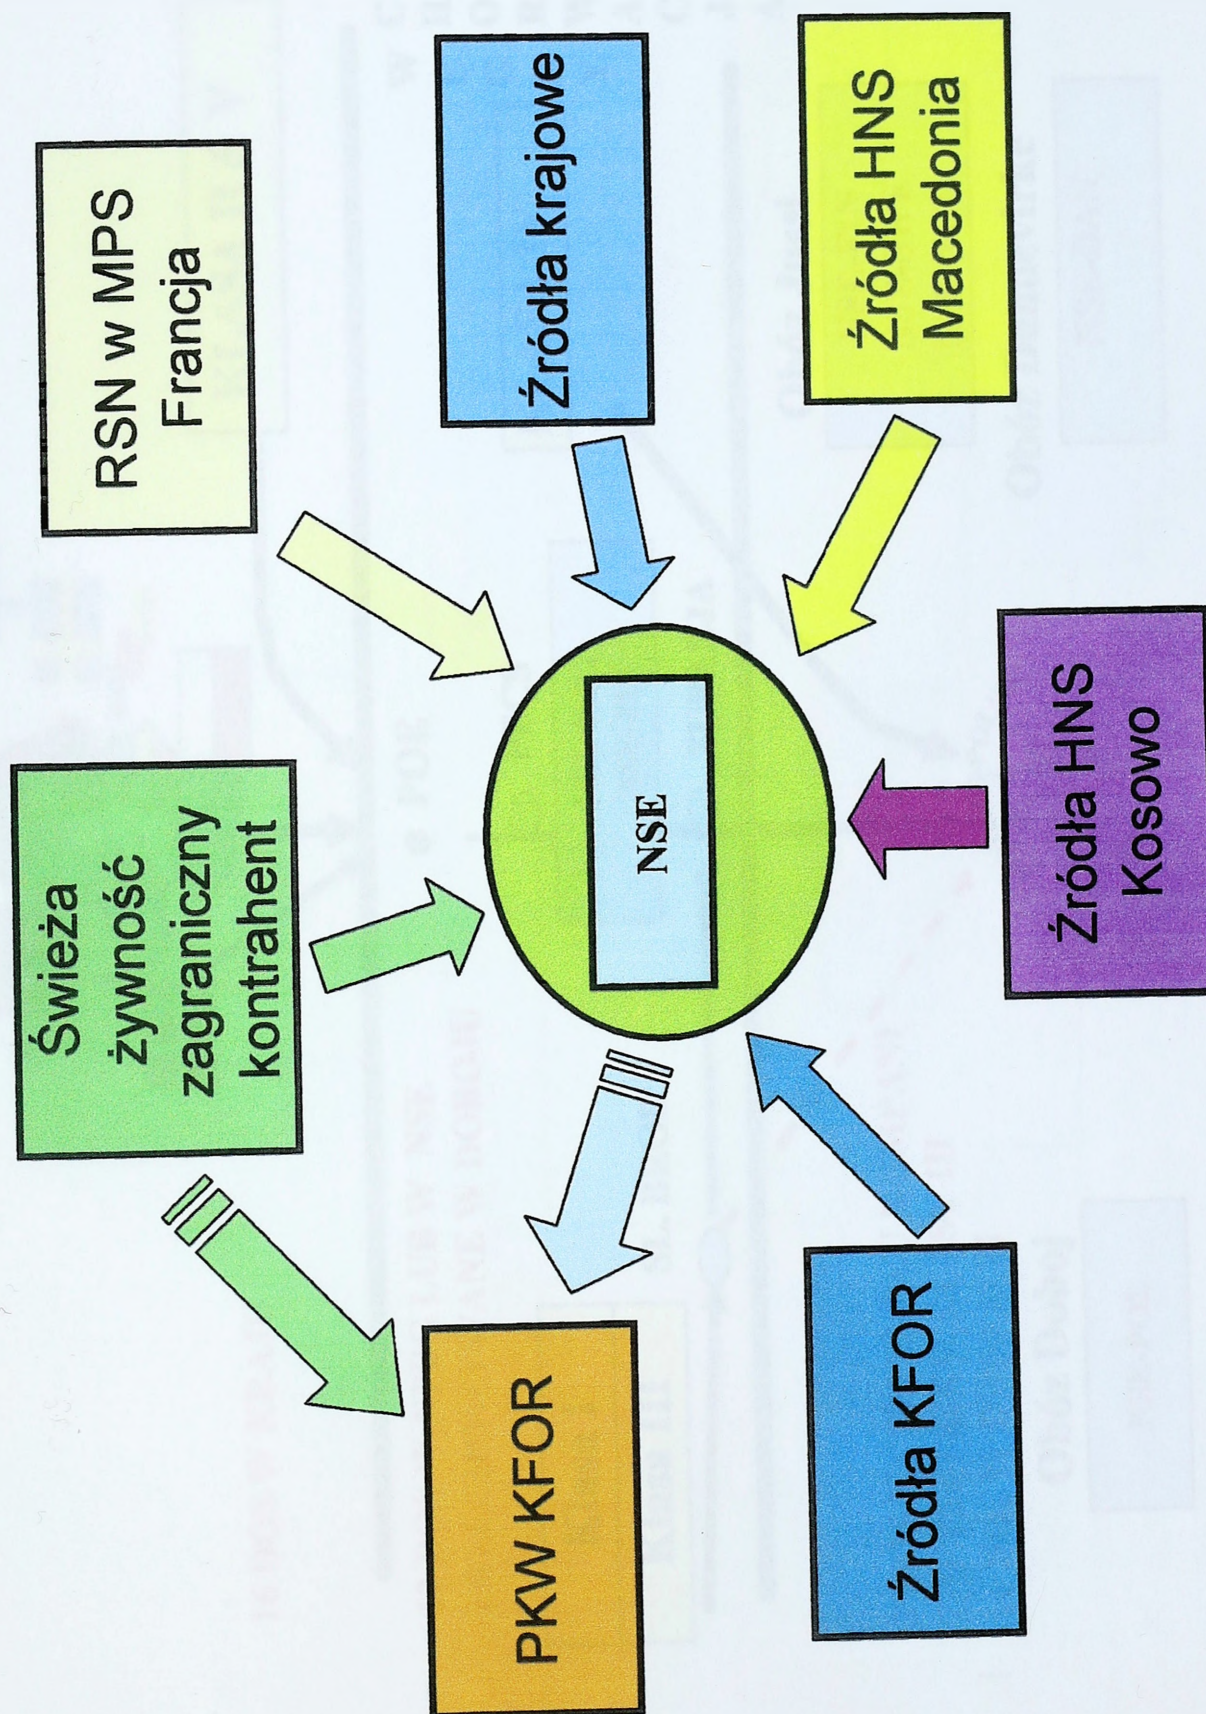 Świeża
żywność
zagraniczny
kontrahent
RSN w MPS
Francja
PKW KFOR
Źródła krajowe
NSE
Źródła KFOR
Źródła HNS
Macedonia
Źródła HNS
Kosowo